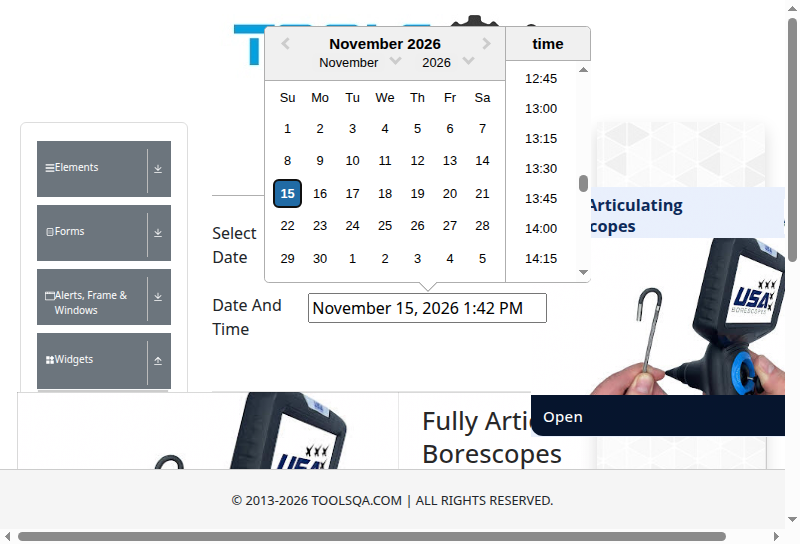 November 2026
time
November 2026
Su Mo Tu We Th Fr Sa
1 2 3 4 5 6 7
8 9 10 11 12 13 14
15 16 17 18 19 20 21
22 23 24 25 26 27 28
29 30 1 2 3 4 5
12:45
13:00
13:15
13:30
13:45
14:00
14:15
Elements
Forms
Alerts, Frame &
Windows
Widgets
Select
Date
Date And
Time
November 15, 2026 1:42 PM
Articulating
copes
USA
BORESCOPES
Open
USA
Fully Artic
Borescopes
© 2013-2026 TOOLSQA.COM | ALL RIGHTS RESERVED.